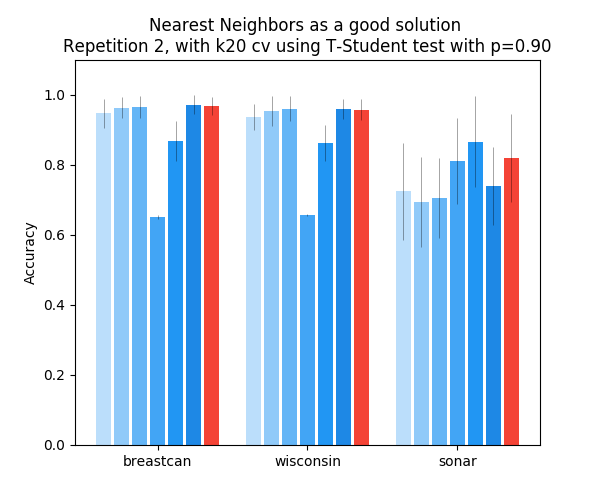 Nearest Neighbors as a good solution
Repetition 2, with k20 cv using T-Student test with p=0.90
1.0
0.8
0.6
0.4
0.2
0.0
Accuracy
breastcan
wisconsin
sonar